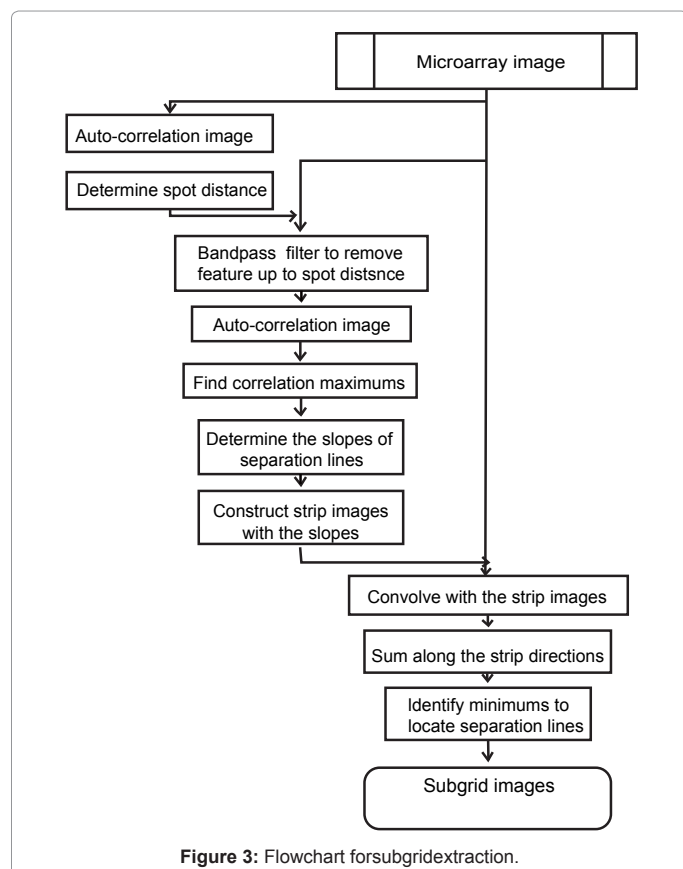 Microarray image
Auto-correlation image
Determine spot distance
Bandpass filter to remove
feature up to spot distsnce
Auto-correlation image
Find correlation maximums
Determine the slopes of
separation lines
Construct strip images
with the slopes
Convolve with the strip images
Sum along the strip directions
Identify minimums to
locate separation lines
Subgrid images
Figure 3: Flowchart forsubgridextraction.